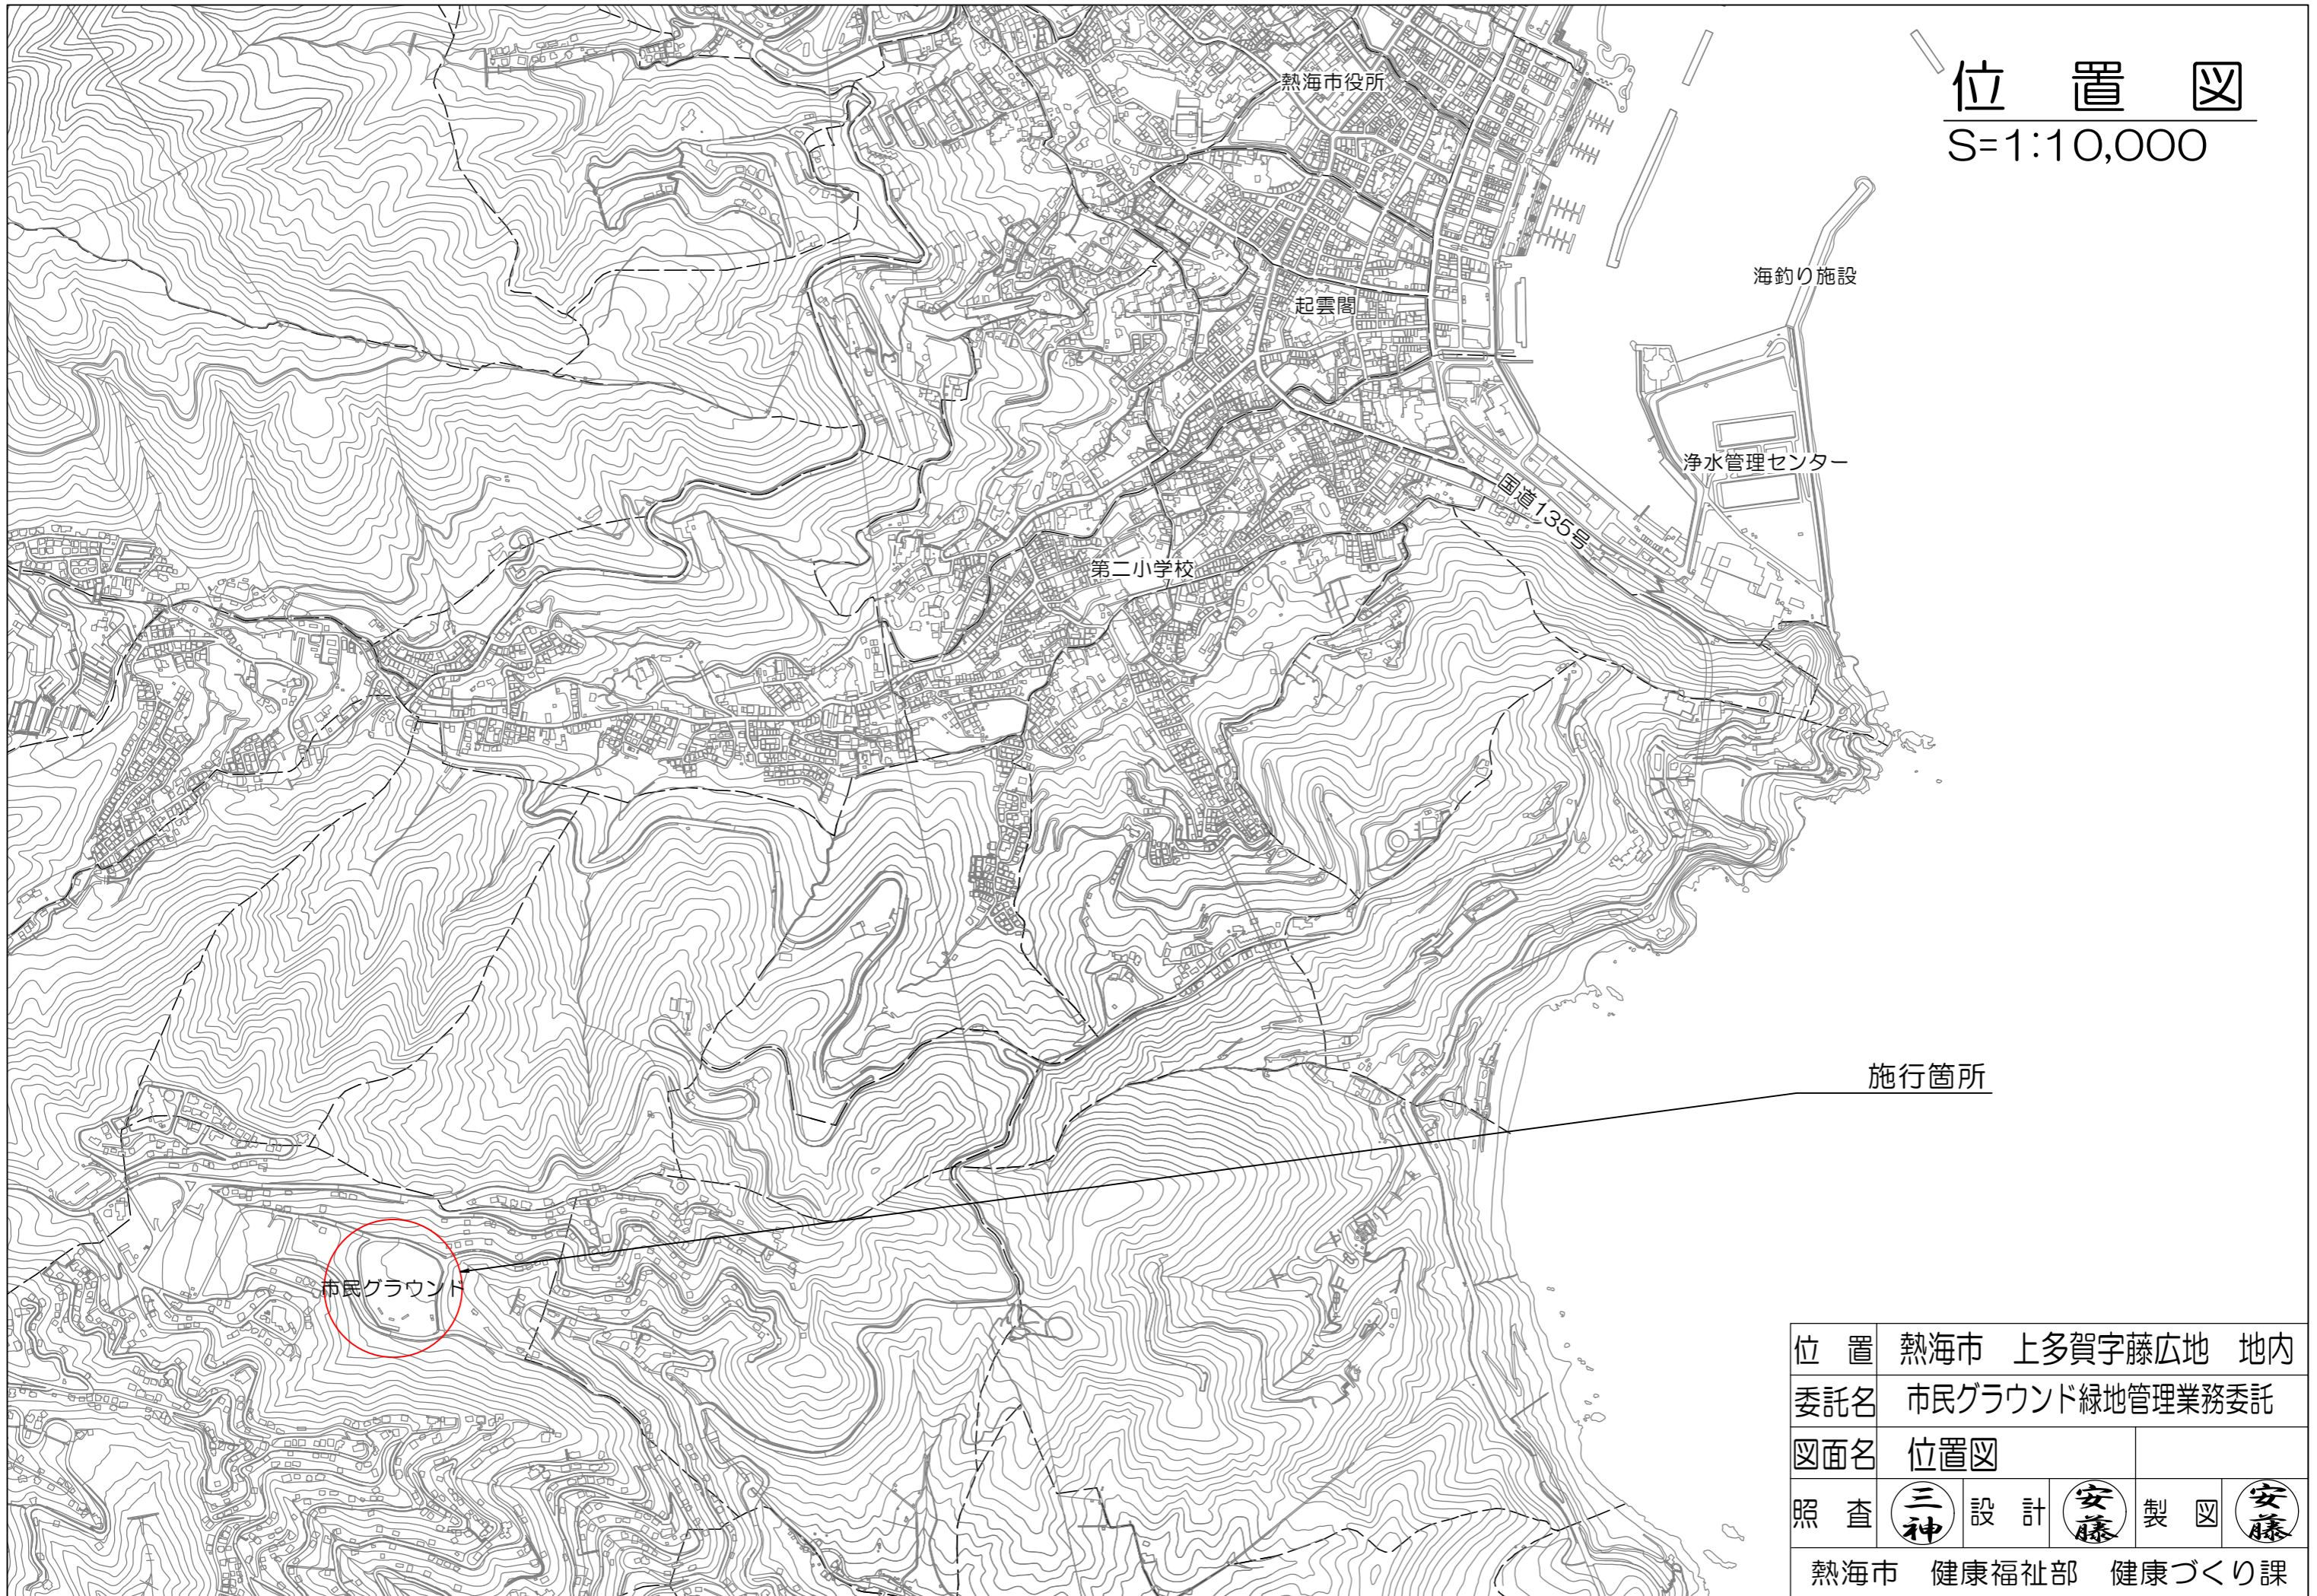 位置図
S=1:10,000
熱海市役所
海釣り施設
起雲閣
浄水管理センター
国道135号
第二小学校
施行箇所
市民グラウンド
位置 熱海市 上多賀字藤広地 地内
委託名 市民グラウンド緑地管理業務委託
図面名 位置図
照査 三神 設計 安藤 製図 安藤
熱海市 健康福祉部 健康づくり課